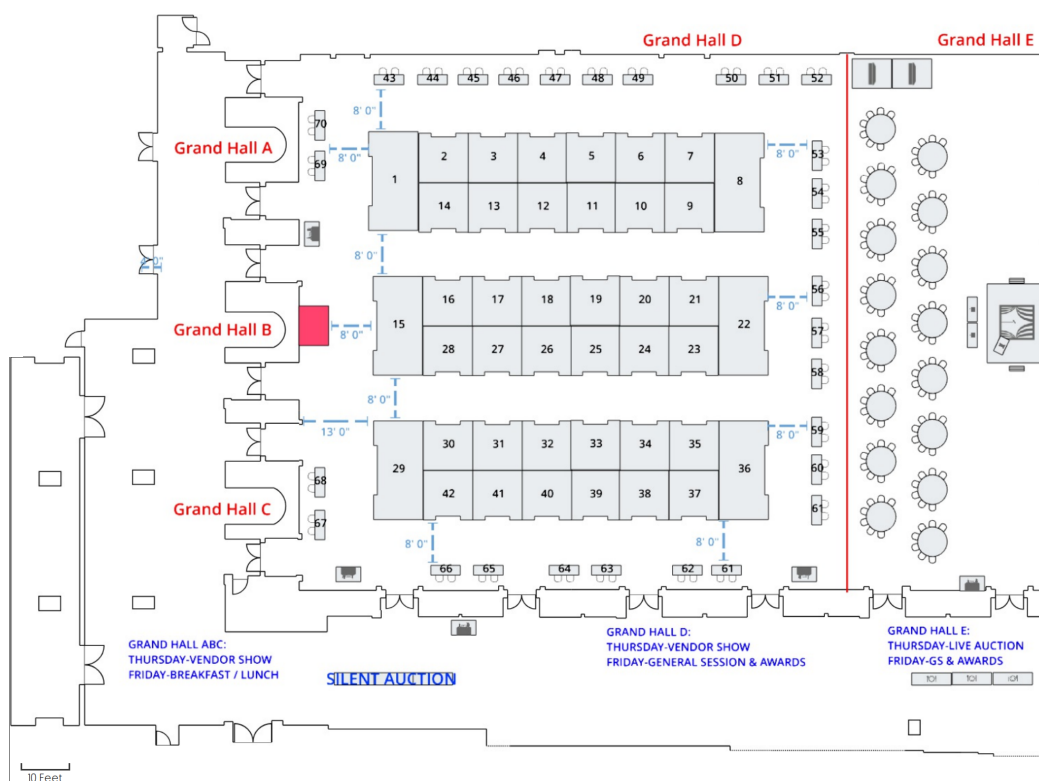 Grand Hall D
Grand Hall E
43 44 45 46 47 48 49 50 51 52
8' 0"
70
Grand Hall A
8' 0"
8' 0"
69
53
1 2 3 4 5 6 7 8
54
14 13 12 11 10 9
55
8' 0"
56
16 17 18 19 20 21
Grand Hall B
8' 0"
8' 0"
15
22
57
28 27 26 25 24 23
58
8' 0"
13' 0"
8' 0"
59
30 31 32 33 34 35
29
36
60
68
42 41 40 39 38 37
Grand Hall C
67
61
8' 0"
8' 0"
66 65 64 63 62 61
GRAND HALL ABC:
THURSDAY-VENDOR SHOW
FRIDAY-BREAKFAST / LUNCH
GRAND HALL D:
THURSDAY-VENDOR SHOW
FRIDAY-GENERAL SESSION & AWARDS
GRAND HALL E:
THURSDAY-LIVE AUCTION
FRIDAY-GS & AWARDS
SILENT AUCTION
10 Feet